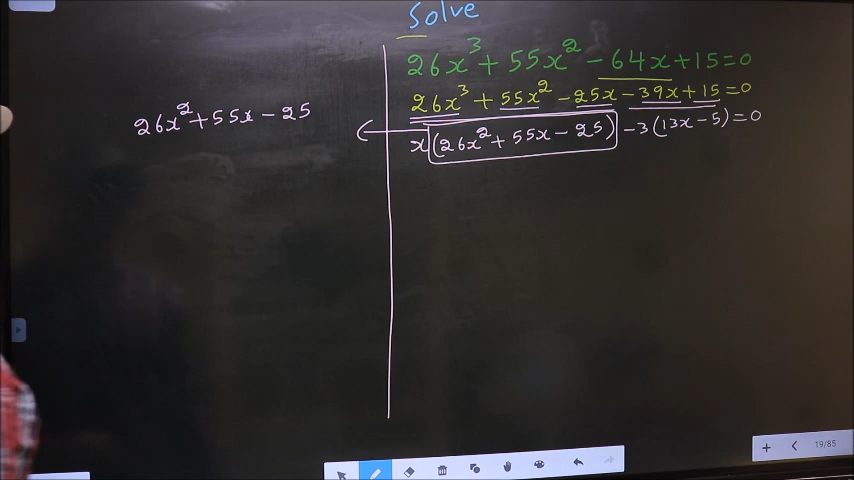 Solve
26x³ + 55x² - 64x + 15 = 0
26x³ + 55x² - 25x - 39x + 15 = 0
x(26x² + 55x - 25) - 3(13x - 5) = 0
26x² + 55x - 25
19/85